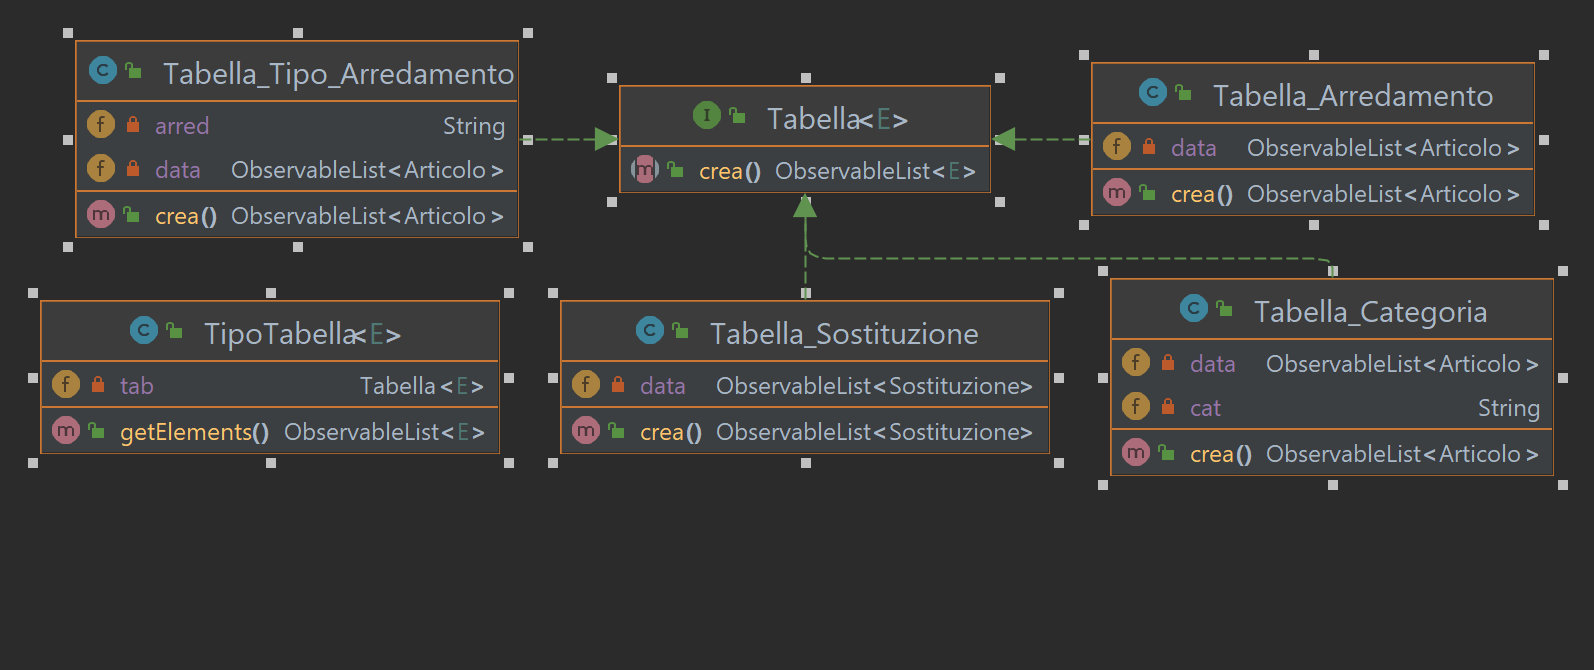 Tabella_Tipo_Arredamento
arred String
data ObservableList<Articolo>
crea() ObservableList<Articolo>
Tabella<E>
crea() ObservableList<E>
Tabella_Arredamento
data ObservableList<Articolo>
crea() ObservableList<Articolo>
TipoTabella<E>
tab Tabella<E>
getElements() ObservableList<E>
Tabella_Sostituzione
data ObservableList<Sostituzione>
crea() ObservableList<Sostituzione>
Tabella_Categoria
data ObservableList<Articolo>
cat String
crea() ObservableList<Articolo>